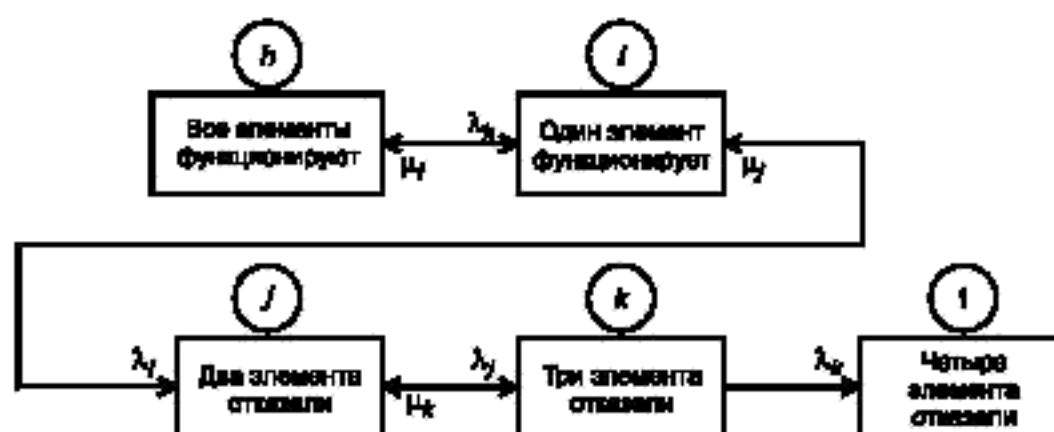 h
i
Все элементы
функционируют
λh
μi
Один элемент
функционирует
μj
j
k
1
λi
Два элемента
отказали
λj
μk
Три элемента
отказали
λk
Четыре
элемента
отказали